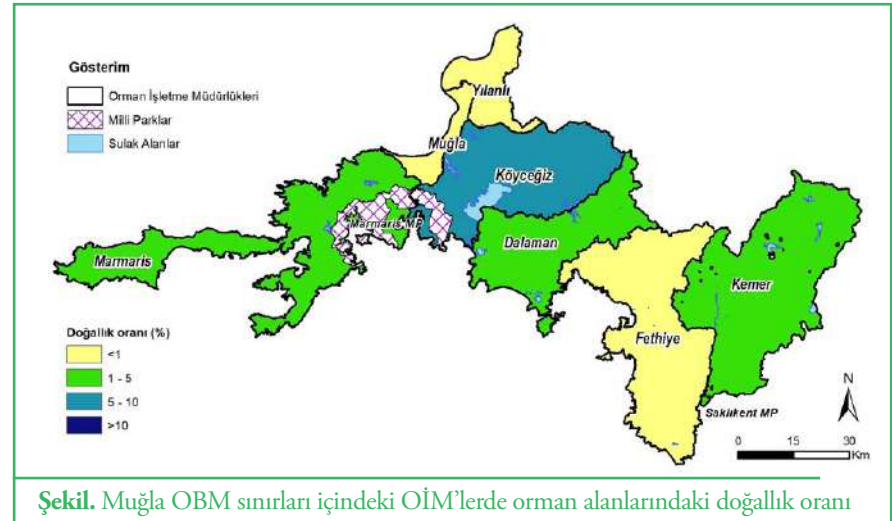 Gösterim
Orman İşletme Müdürlükleri
Milli Parklar
Sulak Alanlar
Yılanlı
Muğla
Köyceğiz
Marmaris MP
Marmaris
Dalaman
Kemer
Fethiye
Saklıkent MP
Doğallık oranı (%)
<1
1 - 5
5 - 10
>10
N
0 15 30
Km
Şekil. Muğla OBM sınırları içindeki OİM’lerde orman alanlarındaki doğallık oranı